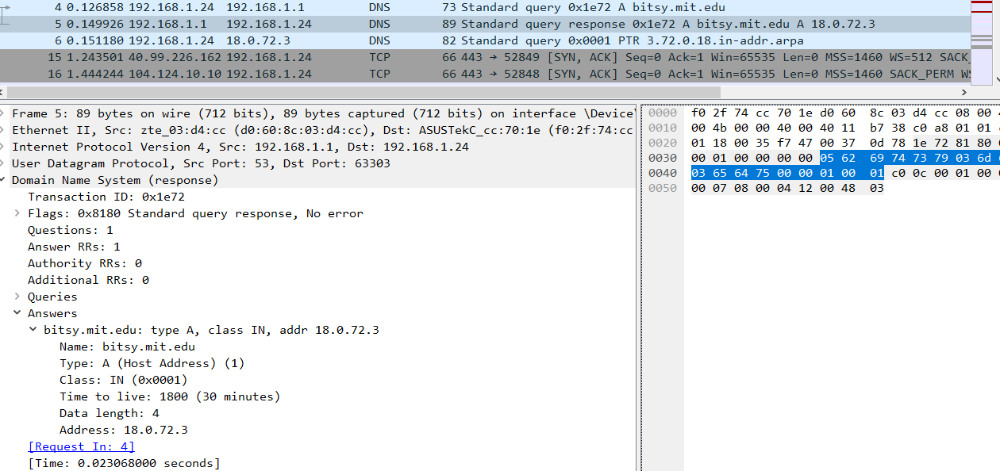 4 0.126858 192.168.1.24 192.168.1.1 DNS 73 Standard query 0x1e72 A bitsy.mit.edu
5 0.149926 192.168.1.1 192.168.1.24 DNS 89 Standard query response 0x1e72 A bitsy.mit.edu A 18.0.72.3
6 0.151180 192.168.1.24 18.0.72.3 DNS 82 Standard query 0x0001 PTR 3.72.0.18.in-addr.arpa
15 1.243501 40.99.226.162 192.168.1.24 TCP 66 443 → 52849 [SYN, ACK] Seq=0 Ack=1 Win=65535 Len=0 MSS=1460 WS=512 SACK_
16 1.444244 104.124.10.10 192.168.1.24 TCP 66 443 → 52848 [SYN, ACK] Seq=0 Ack=1 Win=65535 Len=0 MSS=1460 SACK_PERM WS
Frame 5: 89 bytes on wire (712 bits), 89 bytes captured (712 bits) on interface \Device\
Ethernet II, Src: zte_03:d4:cc (d0:60:8c:03:d4:cc), Dst: ASUSTekC_cc:70:1e (f0:2f:74:cc
Internet Protocol Version 4, Src: 192.168.1.1, Dst: 192.168.1.24
User Datagram Protocol, Src Port: 53, Dst Port: 63303
Domain Name System (response)
Transaction ID: 0x1e72
Flags: 0x8180 Standard query response, No error
Questions: 1
Answer RRs: 1
Authority RRs: 0
Additional RRs: 0
Queries
Answers
bitsy.mit.edu: type A, class IN, addr 18.0.72.3
Name: bitsy.mit.edu
Type: A (Host Address) (1)
Class: IN (0x0001)
Time to live: 1800 (30 minutes)
Data length: 4
Address: 18.0.72.3
[Request In: 4]
[Time: 0.023068000 seconds]
0000 f0 2f 74 cc 70 1e d0 60 8c 03 d4 cc 08 00
0010 00 4b 00 00 40 00 40 11 b7 38 c0 a8 01 01
0020 01 18 00 35 f7 47 00 37 0d 78 1e 72 81 80
0030 00 01 00 00 00 00 05 62 69 74 73 79 03 6d
0040 03 65 64 75 00 00 01 00 01 c0 0c 00 01 00
0050 00 07 08 00 04 12 00 48 03